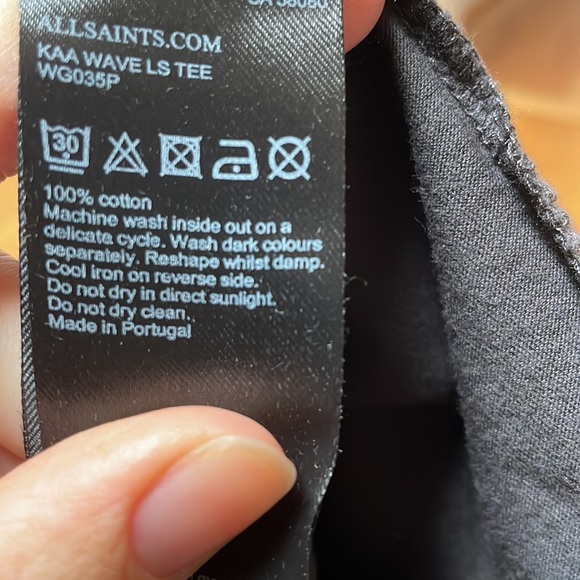 ALLSAINTS.COM
KAA WAVE LS TEE
WG035P
30
100% cotton
Machine wash inside out on a
delicate cycle. Wash dark colours
separately. Reshape whilst damp.
Cool iron on reverse side.
Do not dry in direct sunlight.
Do not dry clean.
Made in Portugal